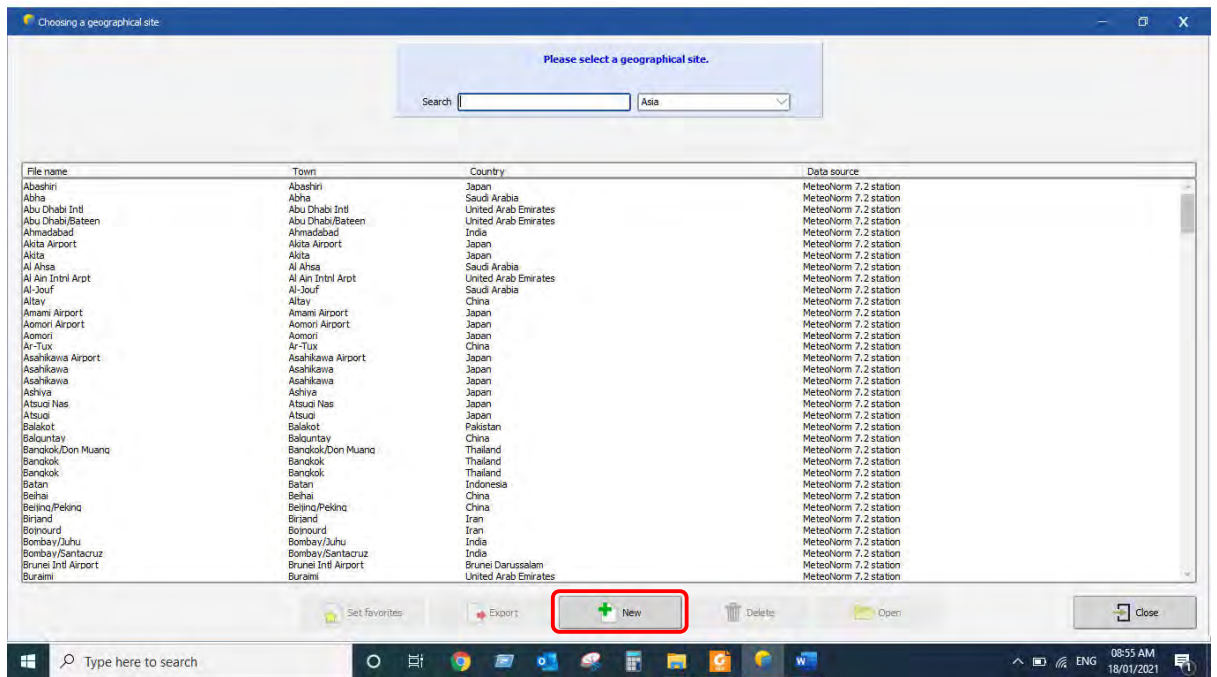 Choosing a geographical site
Please select a geographical site.
Search Asia
File name Town Country Data source
Abashiri Abashiri Japan MeteoNorm 7.2 station
Abha Abha Saudi Arabia MeteoNorm 7.2 station
Abu Dhabi Intl Abu Dhabi Intl United Arab Emirates MeteoNorm 7.2 station
Abu Dhabi/Bateen Abu Dhabi/Bateen United Arab Emirates MeteoNorm 7.2 station
Ahmadabad Ahmadabad India MeteoNorm 7.2 station
Akita Airport Akita Airport Japan MeteoNorm 7.2 station
Akita Akita Japan MeteoNorm 7.2 station
Al Ahsa Al Ahsa Saudi Arabia MeteoNorm 7.2 station
Al Ain Intnl Arpt Al Ain Intnl Arpt United Arab Emirates MeteoNorm 7.2 station
Al-Jouf Al-Jouf Saudi Arabia MeteoNorm 7.2 station
Altay Altay China MeteoNorm 7.2 station
Amami Airport Amami Airport Japan MeteoNorm 7.2 station
Aomori Airport Aomori Airport Japan MeteoNorm 7.2 station
Aomori Aomori Japan MeteoNorm 7.2 station
Ar-Tux Ar-Tux China MeteoNorm 7.2 station
Asahikawa Airport Asahikawa Airport Japan MeteoNorm 7.2 station
Asahikawa Asahikawa Japan MeteoNorm 7.2 station
Asahikawa Asahikawa Japan MeteoNorm 7.2 station
Ashiya Ashiya Japan MeteoNorm 7.2 station
Atsugi Nas Atsugi Nas Japan MeteoNorm 7.2 station
Atsugi Atsugi Japan MeteoNorm 7.2 station
Balakot Balakot Pakistan MeteoNorm 7.2 station
Balguntay Balguntay China MeteoNorm 7.2 station
Bangkok/Don Muang Bangkok/Don Muang Thailand MeteoNorm 7.2 station
Bangkok Bangkok Thailand MeteoNorm 7.2 station
Bangkok Bangkok Thailand MeteoNorm 7.2 station
Batan Batan Indonesia MeteoNorm 7.2 station
Beihai Beihai China MeteoNorm 7.2 station
Beijing/Peking Beijing/Peking China MeteoNorm 7.2 station
Birjand Birjand Iran MeteoNorm 7.2 station
Bojnourd Bojnourd Iran MeteoNorm 7.2 station
Bombay/Juhu Bombay/Juhu India MeteoNorm 7.2 station
Bombay/Santacruz Bombay/Santacruz India MeteoNorm 7.2 station
Brunei Intl Airport Brunei Intl Airport Brunei Darussalam MeteoNorm 7.2 station
Buraimi Buraimi United Arab Emirates MeteoNorm 7.2 station
Set favorites Export New Delete Open Close
Type here to search ENG 08:55 AM
18/01/2021